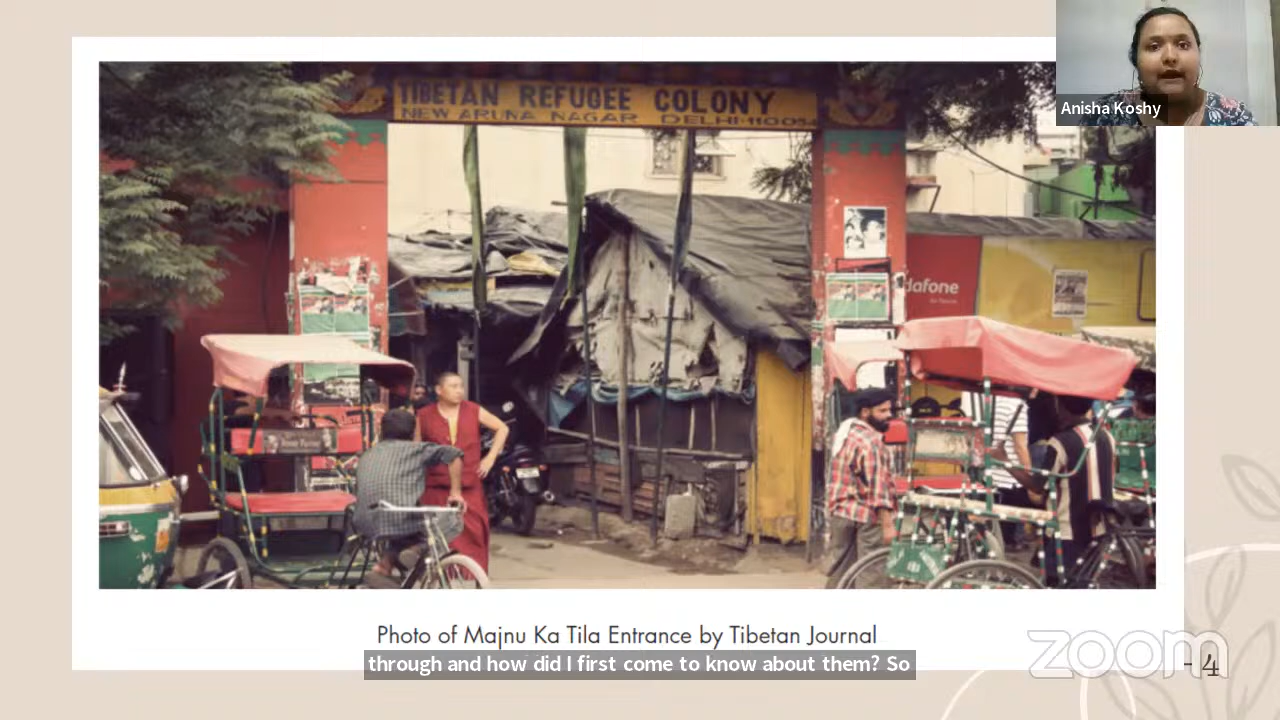 TIBETAN REFUGEE COLONY
NEW ARUNA NAGAR DELHI-110054
Anisha Koshy
dafone
Photo of Majnu Ka Tila Entrance by Tibetan Journal
through and how did I first come to know about them? So
zoom
4